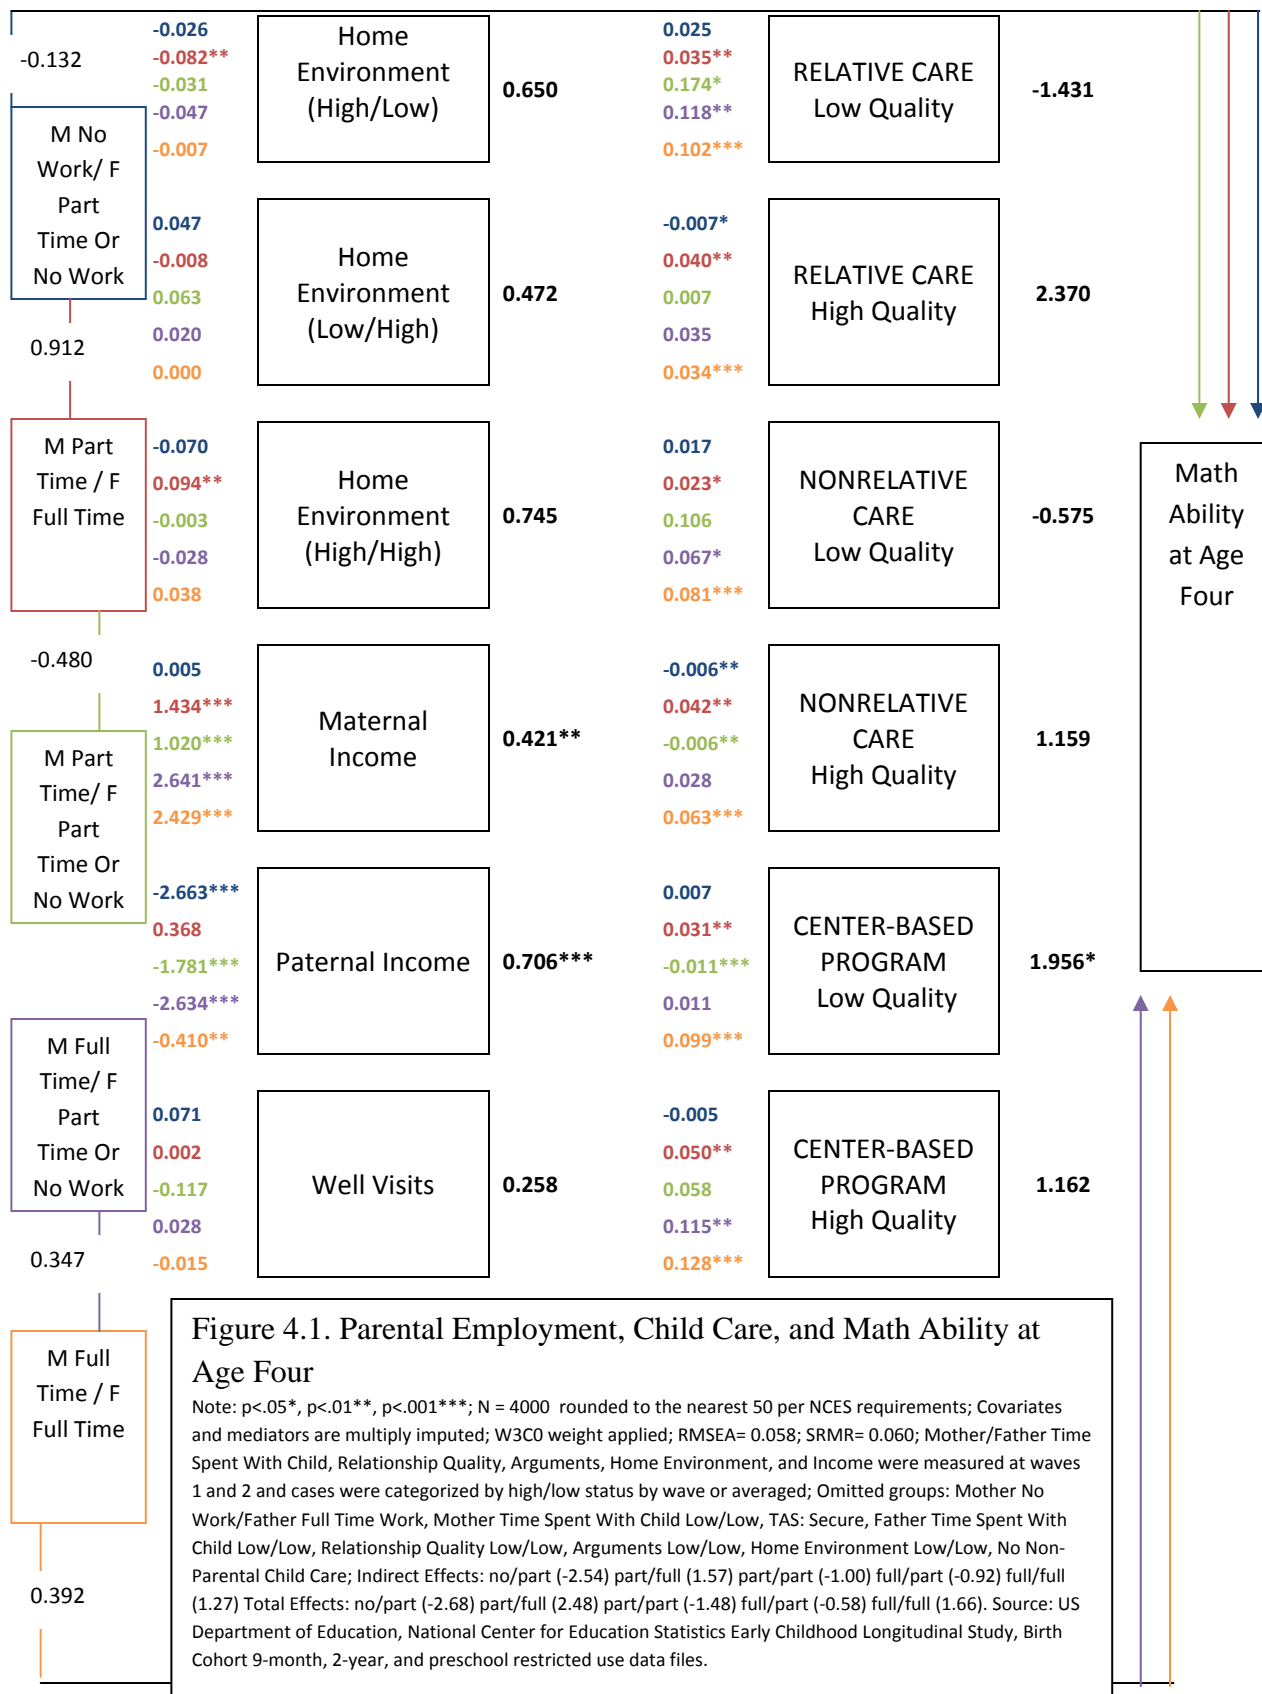 -0.132
M No
Work/ F
Part
Time Or
No Work
0.912
M Part
Time / F
Full Time
-0.480
M Part
Time/ F
Part
Time Or
No Work
M Full
Time/ F
Part
Time Or
No Work
0.347
M Full
Time / F
Full Time
0.392
-0.026
-0.082**
-0.031
-0.047
-0.007
Home
Environment
(High/Low)
0.650
0.047
-0.008
0.063
0.020
0.000
Home
Environment
(Low/High)
0.472
-0.070
0.094**
-0.003
-0.028
0.038
Home
Environment
(High/High)
0.745
0.005
1.434***
1.020***
2.641***
2.429***
Maternal
Income
0.421**
-2.663***
0.368
-1.781***
-2.634***
-0.410**
Paternal Income
0.706***
0.071
0.002
-0.117
0.028
-0.015
Well Visits
0.258
0.025
0.035**
0.174*
0.118**
0.102***
RELATIVE CARE
Low Quality
-1.431
-0.007*
0.040**
0.007
0.035
0.034***
RELATIVE CARE
High Quality
2.370
0.017
0.023*
0.106
0.067*
0.081***
NONRELATIVE
CARE
Low Quality
-0.575
-0.006**
0.042**
-0.006**
0.028
0.063***
NONRELATIVE
CARE
High Quality
1.159
0.007
0.031**
-0.011***
0.011
0.099***
CENTER-BASED
PROGRAM
Low Quality
1.956*
-0.005
0.050**
0.058
0.115**
0.128***
CENTER-BASED
PROGRAM
High Quality
1.162
Math
Ability
at Age
Four
Figure 4.1. Parental Employment, Child Care, and Math Ability at
Age Four
Note: p<.05*, p<.01**, p<.001***; N = 4000 rounded to the nearest 50 per NCES requirements; Covariates
and mediators are multiply imputed; W3C0 weight applied; RMSEA= 0.058; SRMR= 0.060; Mother/Father Time
Spent With Child, Relationship Quality, Arguments, Home Environment, and Income were measured at waves
1 and 2 and cases were categorized by high/low status by wave or averaged; Omitted groups: Mother No
Work/Father Full Time Work, Mother Time Spent With Child Low/Low, TAS: Secure, Father Time Spent With
Child Low/Low, Relationship Quality Low/Low, Arguments Low/Low, Home Environment Low/Low, No Non-
Parental Child Care; Indirect Effects: no/part (-2.54) part/full (1.57) part/part (-1.00) full/part (-0.92) full/full
(1.27) Total Effects: no/part (-2.68) part/full (2.48) part/part (-1.48) full/part (-0.58) full/full (1.66). Source: US
Department of Education, National Center for Education Statistics Early Childhood Longitudinal Study, Birth
Cohort 9-month, 2-year, and preschool restricted use data files.